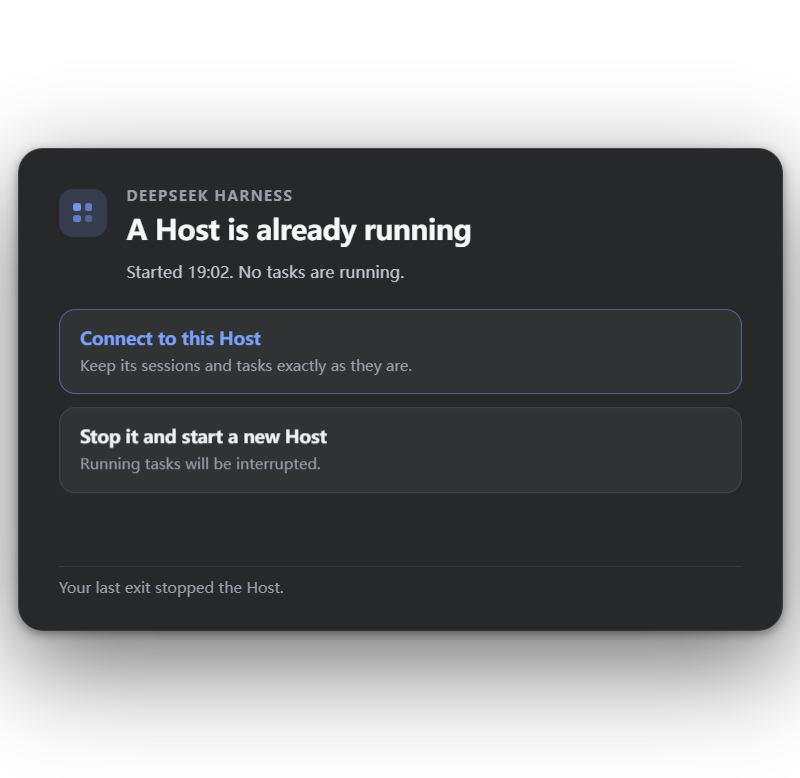 DEEPSEEK HARNESS
A Host is already running
Started 19:02. No tasks are running.
Connect to this Host
Keep its sessions and tasks exactly as they are.
Stop it and start a new Host
Running tasks will be interrupted.
Your last exit stopped the Host.